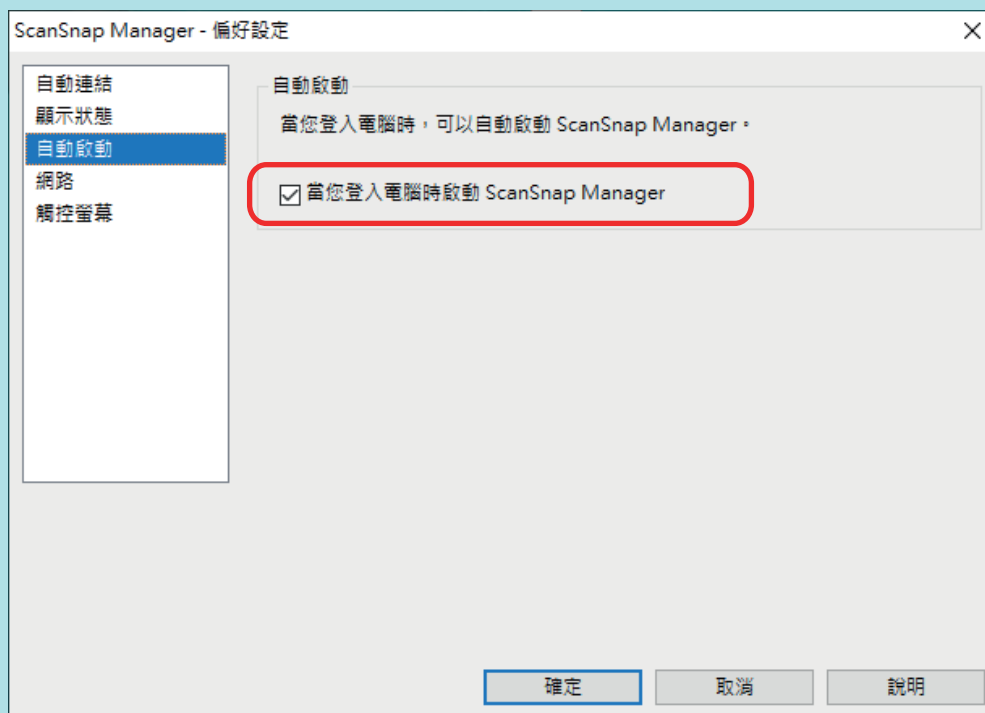 ScanSnap Manager - 偏好設定
自動連結
顯示狀態
自動啟動
網路
觸控螢幕
自動啟動
當您登入電腦時，可以自動啟動 ScanSnap Manager。
當您登入電腦時啟動 ScanSnap Manager
確定
取消
說明